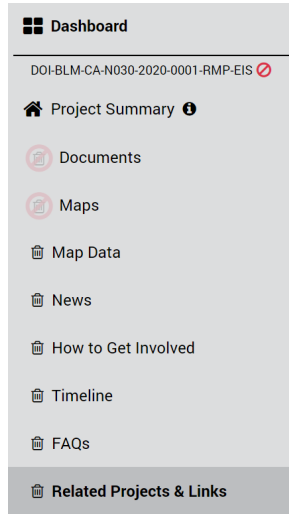 Dashboard
DOI-BLM-CA-N030-2020-0001-RMP-EIS
Project Summary
Documents
Maps
Map Data
News
How to Get Involved
Timeline
FAQs
Related Projects & Links